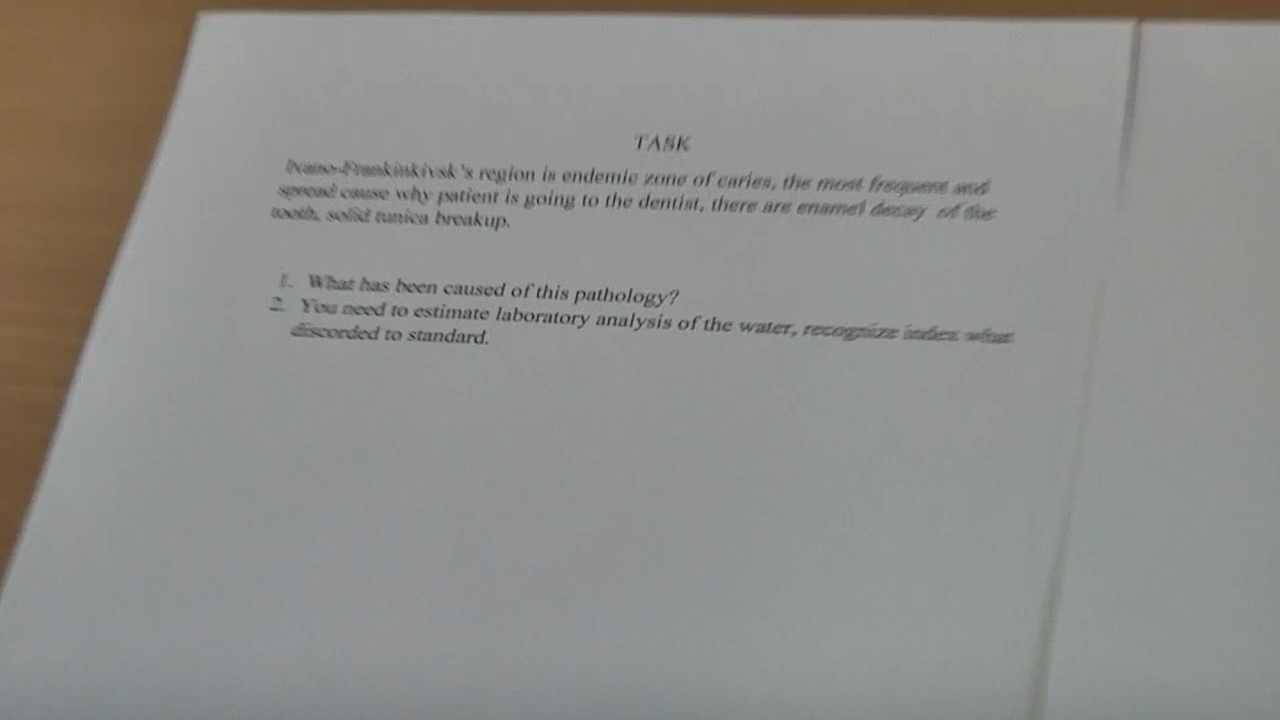 TASK
Ivano-Frankinkivsk's region is endemic zone of caries, the most frequent and
spread cause why patient is going to the dentist, there are enamel decay of the
tooth, solid tunica breakup.
1. What has been caused of this pathology?
2. You need to estimate laboratory analysis of the water, recognize index what
discorded to standard.